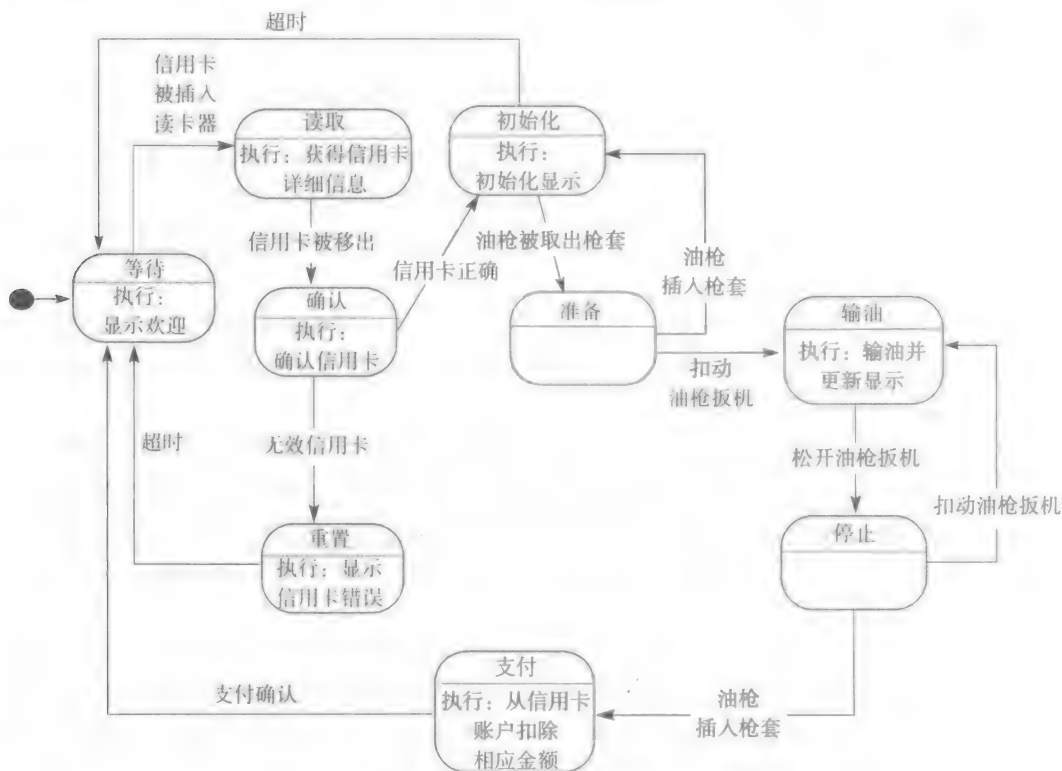 超时
信用卡
被插入
读卡器
读取
执行：获得信用卡
详细信息
初始化
执行：
初始化显示
信用卡被移出
油枪被取出枪套
油枪
插入枪套
等待
执行：
显示欢迎
信用卡正确
确认
执行：
确认信用卡
准备
输油
执行：输油并
更新显示
扣动
油枪扳机
超时
无效信用卡
松开油枪扳机
扣动油枪扳机
重置
执行：显示
信用卡错误
停止
支付
执行：从信用卡
账户扣除
相应金额
支付确认
油枪
插入枪套